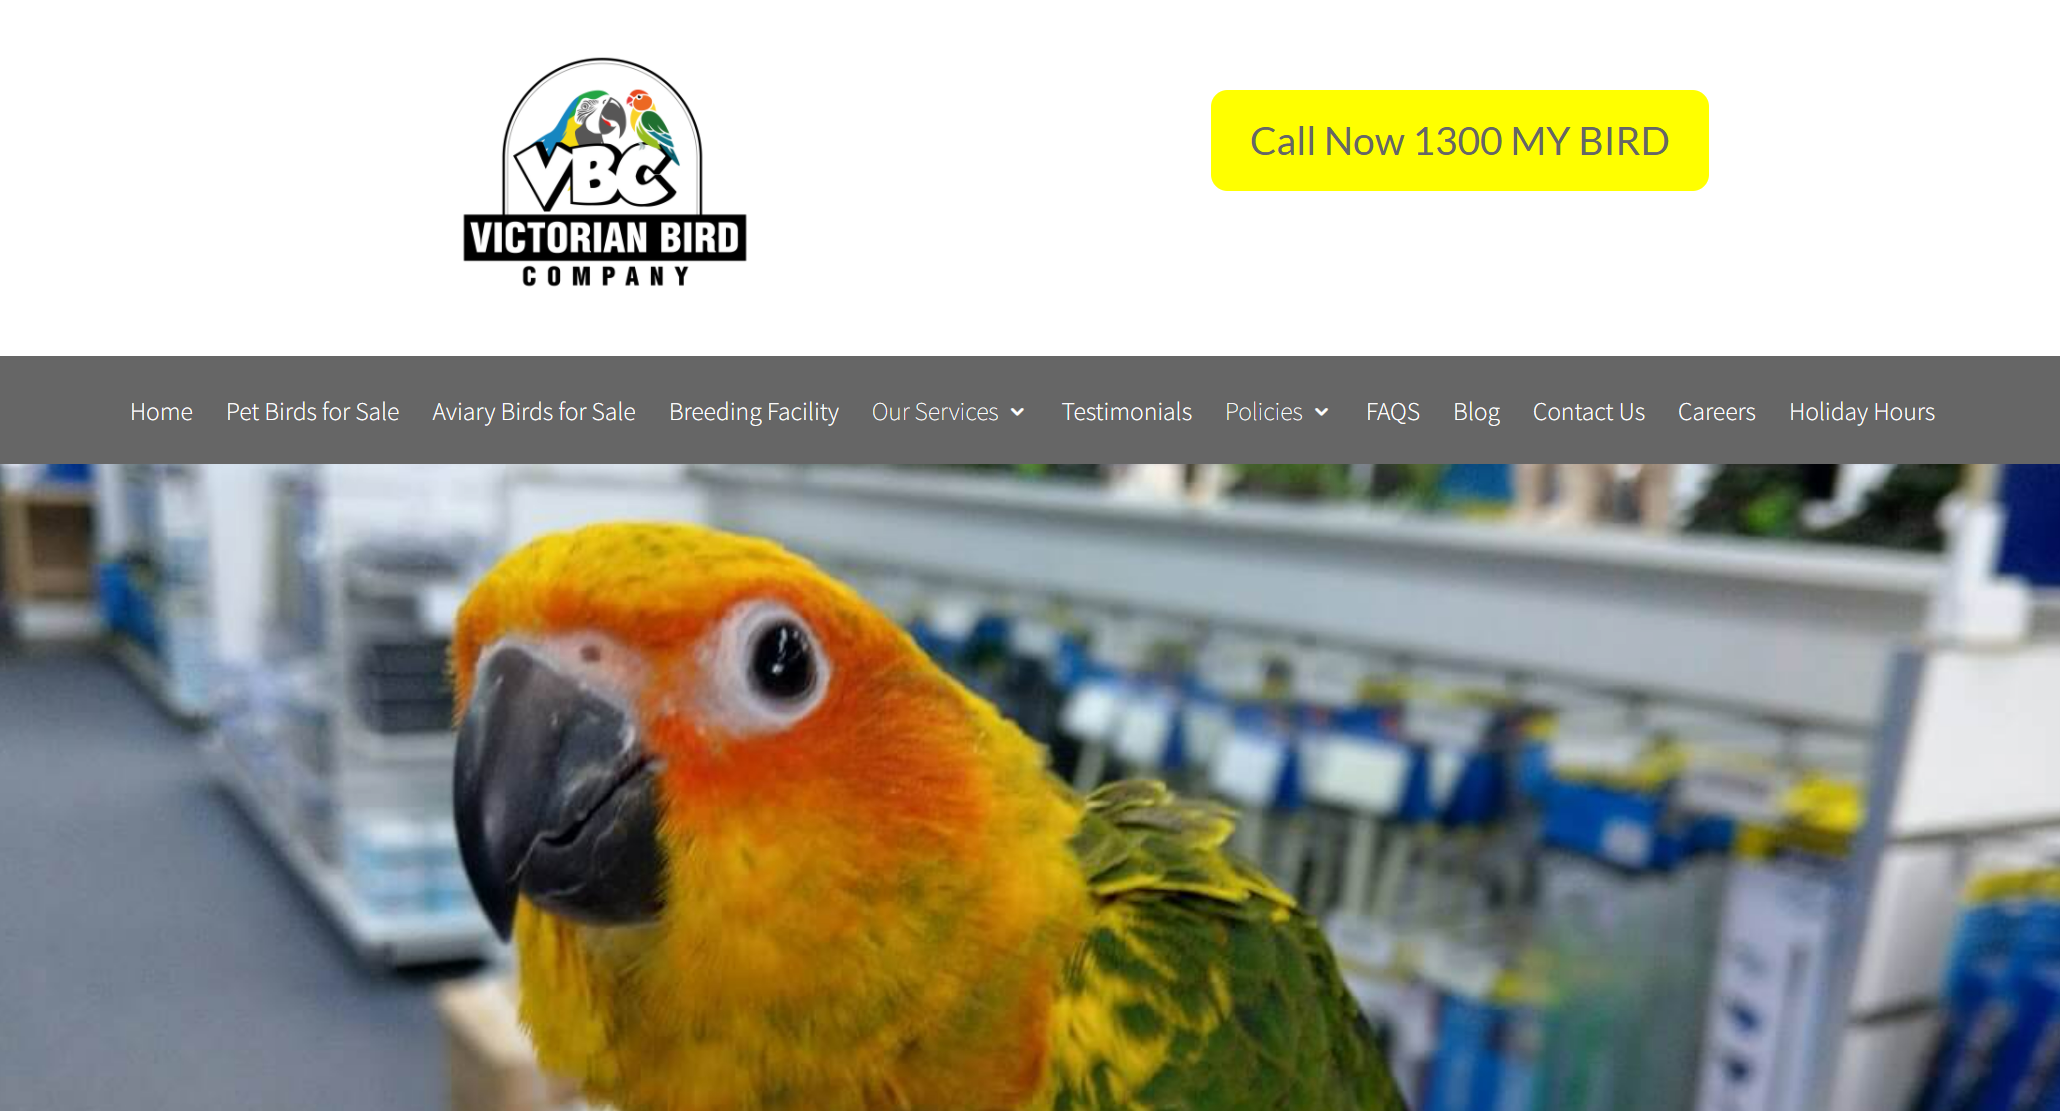 VBC
VICTORIAN BIRD
COMPANY
Call Now 1300 MY BIRD
Home Pet Birds for Sale Aviary Birds for Sale Breeding Facility Our Services Testimonials Policies FAQS Blog Contact Us Careers Holiday Hours